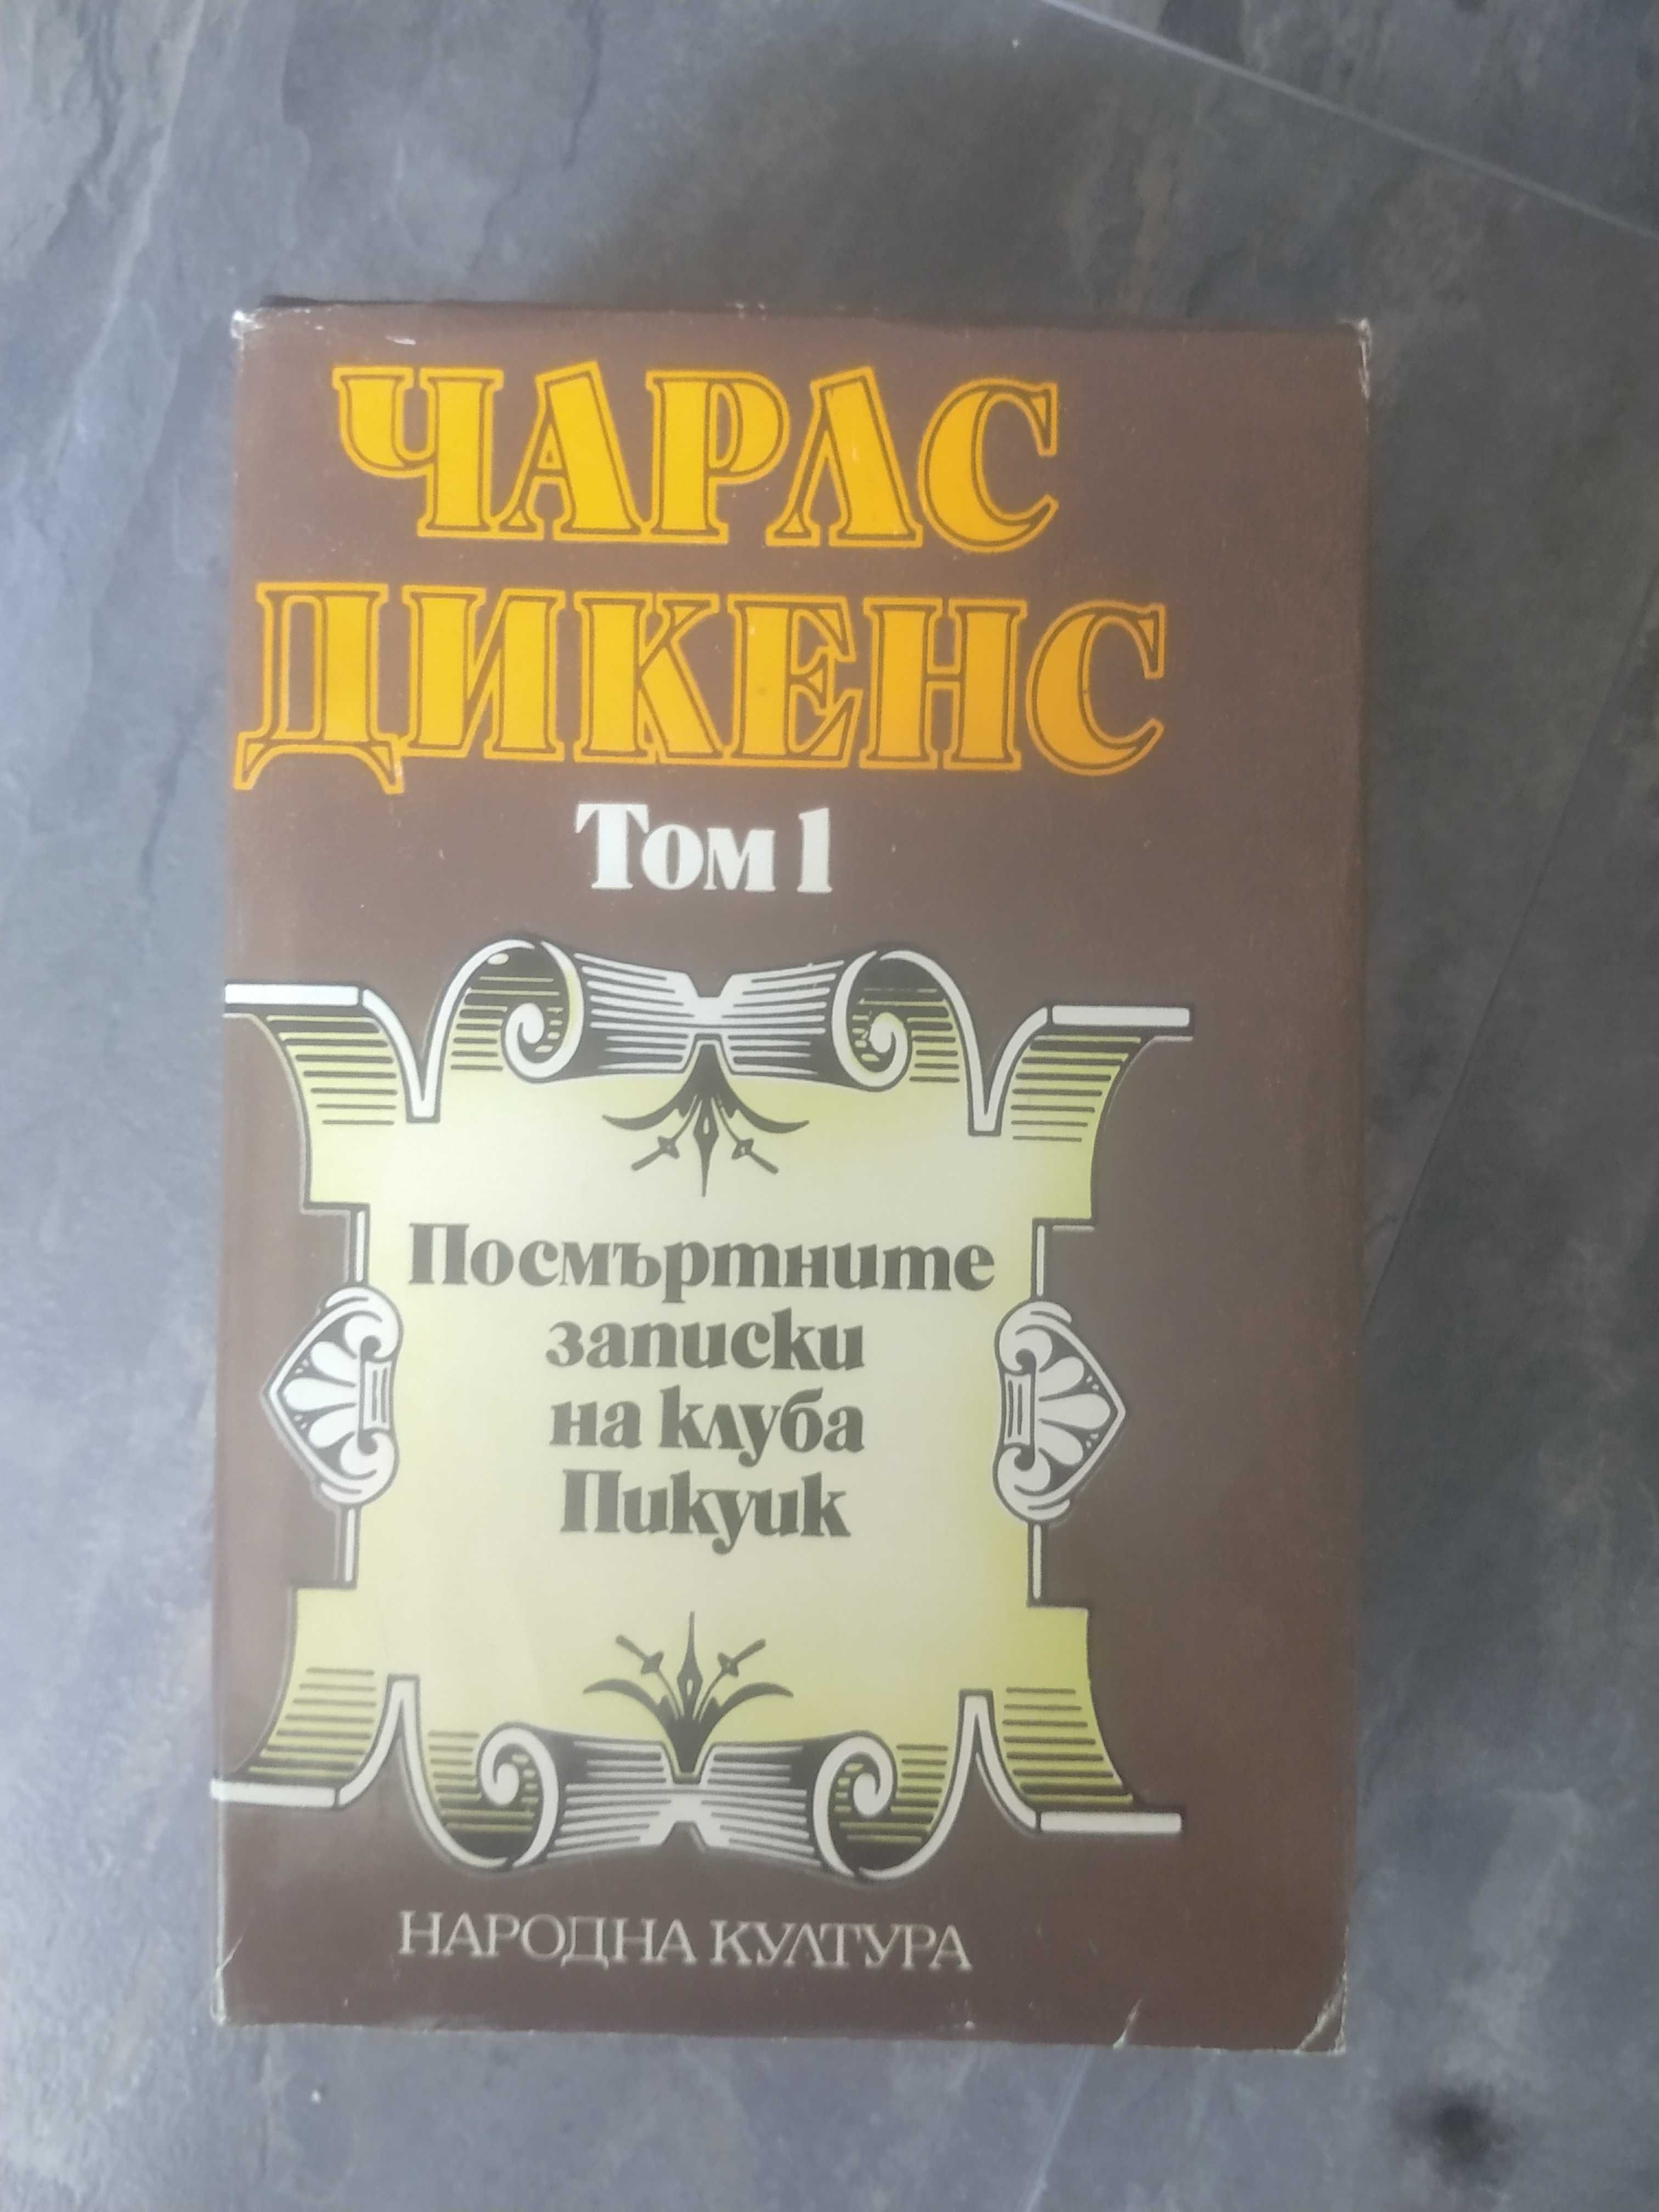 ЧАРЛС
ДИКЕНС
Том 1
Посмъртните
записки
на клуба
Пикуик
НАРОДНА КУЛТУРА